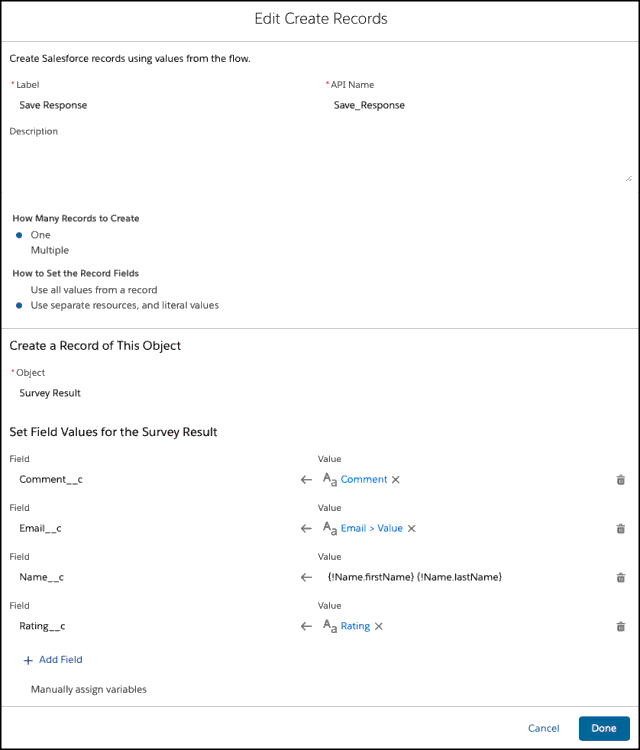 Edit Create Records
Create Salesforce records using values from the flow.
* Label
* API Name
Save Response
Save_Response
Description
How Many Records to Create
One
Multiple
How to Set the Record Fields
Use all values from a record
Use separate resources, and literal values
Create a Record of This Object
* Object
Survey Result
Set Field Values for the Survey Result
Field
Value
Comment__c
← Aa Comment ×
Field
Value
Email__c
← Aa Email > Value ×
Field
Value
Name__c
← {!Name.firstName} {!Name.lastName}
Field
Value
Rating__c
← Aa Rating ×
+ Add Field
Manually assign variables
Cancel
Done